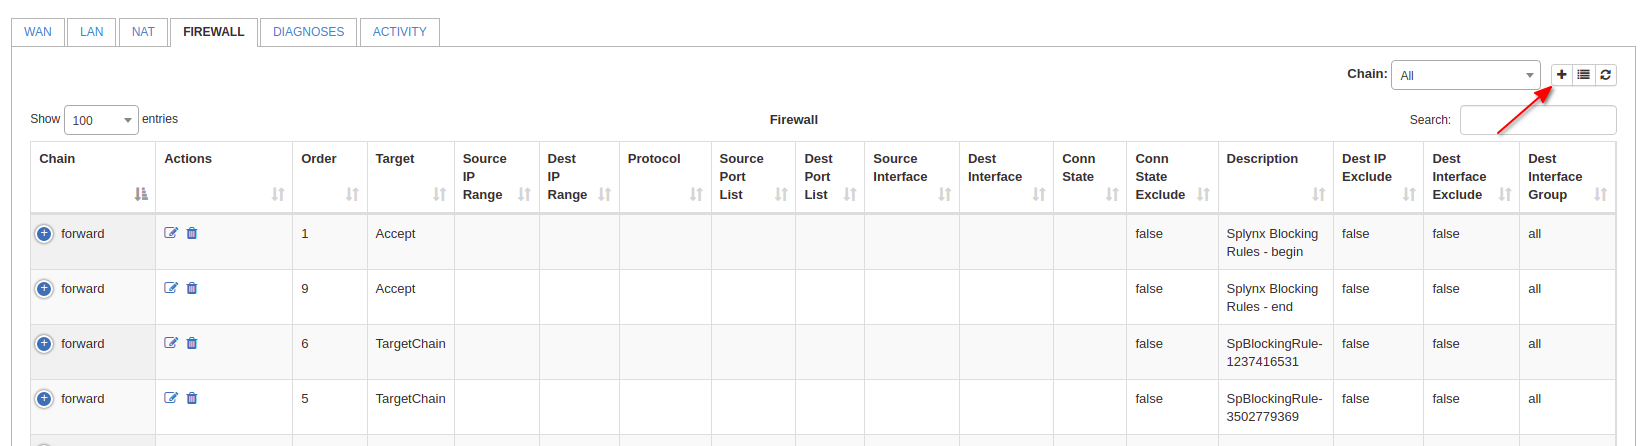 WAN LAN NAT FIREWALL DIAGNOSES ACTIVITY
Chain: All
Show 100 entries Firewall Search:
Chain Actions Order Target Source Dest Protocol Source Dest Source Dest Conn Conn Description Dest IP Dest Dest
IP IP Port Port Interface Interface State State Exclude Interface Interface
Range Range List List Exclude Exclude Group
forward 1 Accept false Splynx Blocking false false all
Rules - begin
forward 9 Accept false Splynx Blocking false false all
Rules - end
forward 6 TargetChain false SpBlockingRule- false false all
1237416531
forward 5 TargetChain false SpBlockingRule- false false all
3502779369